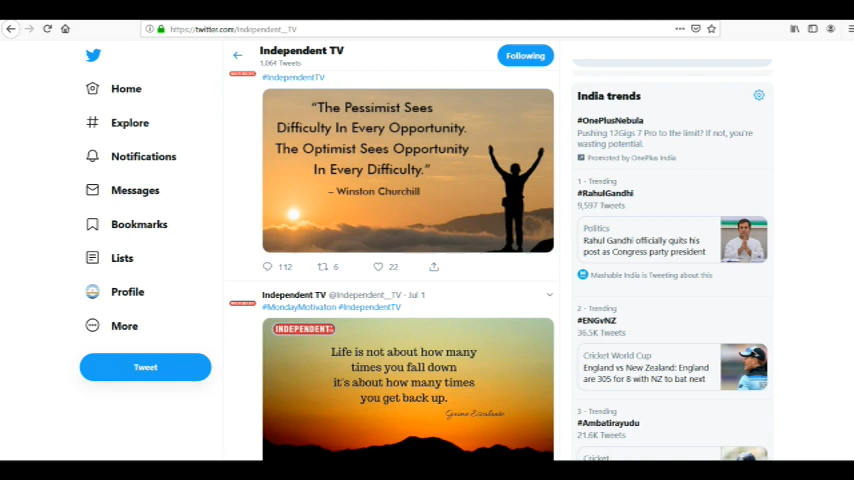 https://twitter.com/independent__TV
Independent TV
1,064 Tweets
Following
Home
Explore
Notifications
Messages
Bookmarks
Lists
Profile
More
Tweet
#IndependentTV
“The Pessimist Sees
Difficulty In Every Opportunity.
The Optimist Sees Opportunity
In Every Difficulty.”
– Winston Churchill
112
6
22
Independent TV @Independent__TV · Jul 1
#MondayMotivaton #IndependentTV
INDEPENDENT
Life is not about how many
times you fall down
it's about how many times
you get back up.
India trends
#OnePlusNebula
Pushing 12Gigs 7 Pro to the limit? If not, you're
wasting potential.
Promoted by OnePlus India
1 · Trending
#RahulGandhi
9,597 Tweets
Politics
Rahul Gandhi officially quits his
post as Congress party president
Mashable India is Tweeting about this
2 · Trending
#ENGvNZ
36.5K Tweets
Cricket World Cup
England vs New Zealand: England
are 305 for 8 with NZ to bat next
3 · Trending
#Ambatirayudu
21.6K Tweets
Cricket